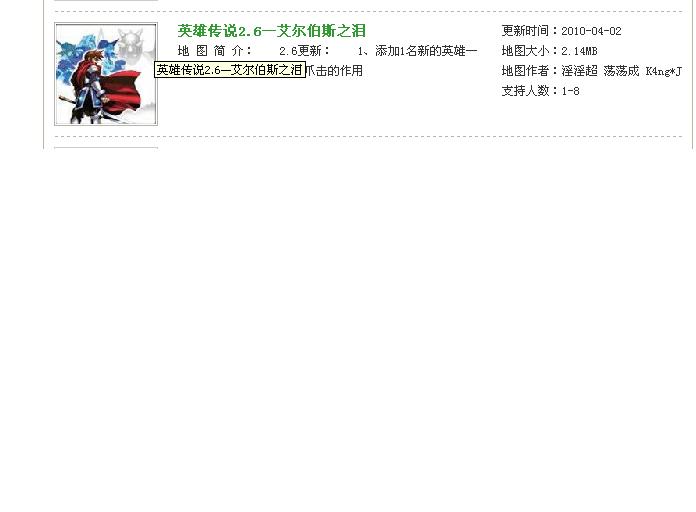 英雄传说2.6—艾尔伯斯之泪
地 图 简 介： 2.6更新： 1、添加1名新的英雄一
英雄传说2.6—艾尔伯斯之泪
爪击的作用
更新时间：2010-04-02
地图大小：2.14MB
地图作者：淫淫超 荡荡成 K4ng*J
支持人数：1-8